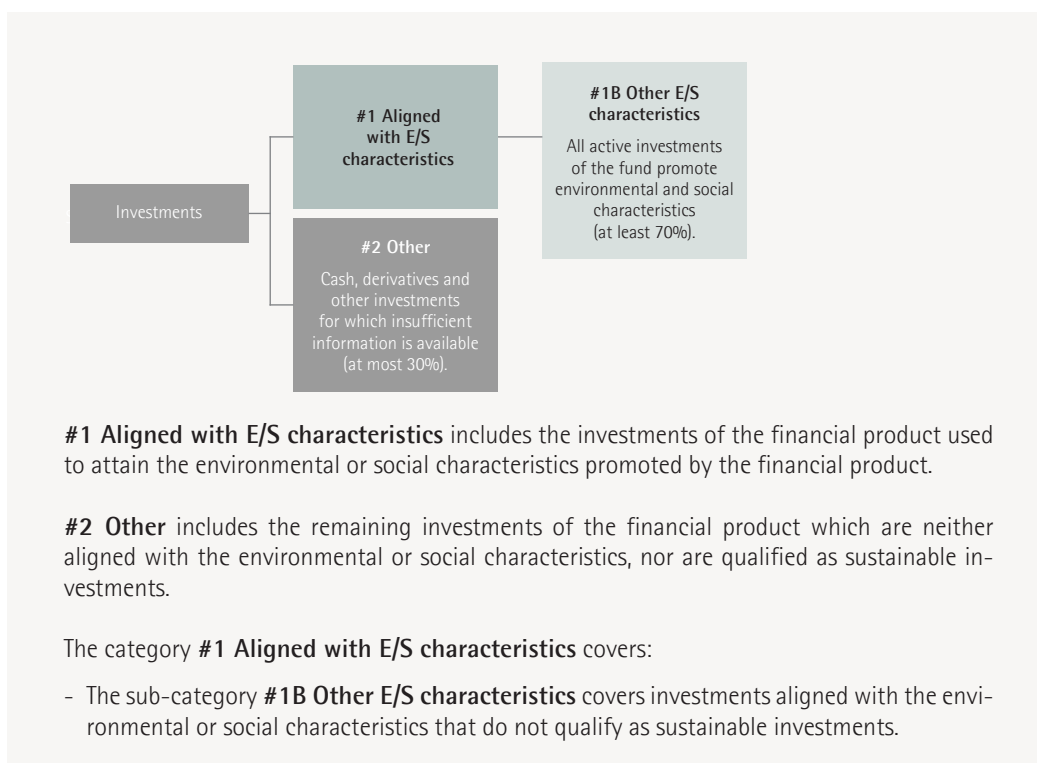 #1 Aligned
with E/S
characteristics
#1B Other E/S
characteristics
All active investments
of the fund promote
environmental and social
characteristics
(at least 70%).
Investments
#2 Other
Cash, derivatives and
other investments
for which insufficient
information is available
(at most 30%).
#1 Aligned with E/S characteristics includes the investments of the financial product used
to attain the environmental or social characteristics promoted by the financial product.
#2 Other includes the remaining investments of the financial product which are neither
aligned with the environmental or social characteristics, nor are qualified as sustainable in-
vestments.
The category #1 Aligned with E/S characteristics covers:
- The sub-category #1B Other E/S characteristics covers investments aligned with the envi-
ronmental or social characteristics that do not qualify as sustainable investments.